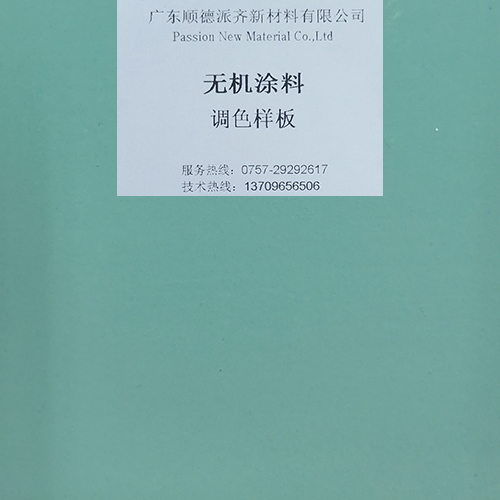 广东顺德派齐新材料有限公司
Passion New Material Co.,Ltd
无机涂料
调色样板
服务热线：0757-29292617
技术热线：13709656506